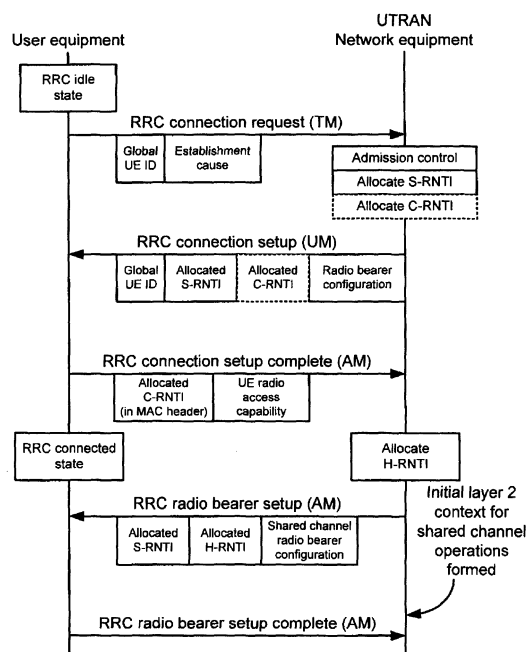 User equipment
UTRAN
Network equipment
RRC idle
state
RRC connection request (TM)
Global
UE ID
Establishment
cause
Admission control
Allocate S-RNTI
Allocate C-RNTI
RRC connection setup (UM)
Global
UE ID
Allocated
S-RNTI
Allocated
C-RNTI
Radio bearer
configuration
RRC connection setup complete (AM)
Allocated
C-RNTI
(in MAC header)
UE radio
access
capability
RRC connected
state
Allocate
H-RNTI
RRC radio bearer setup (AM)
Allocated
S-RNTI
Allocated
H-RNTI
Shared channel
radio bearer
configuration
Initial layer 2
context for
shared channel
operations
formed
RRC radio bearer setup complete (AM)